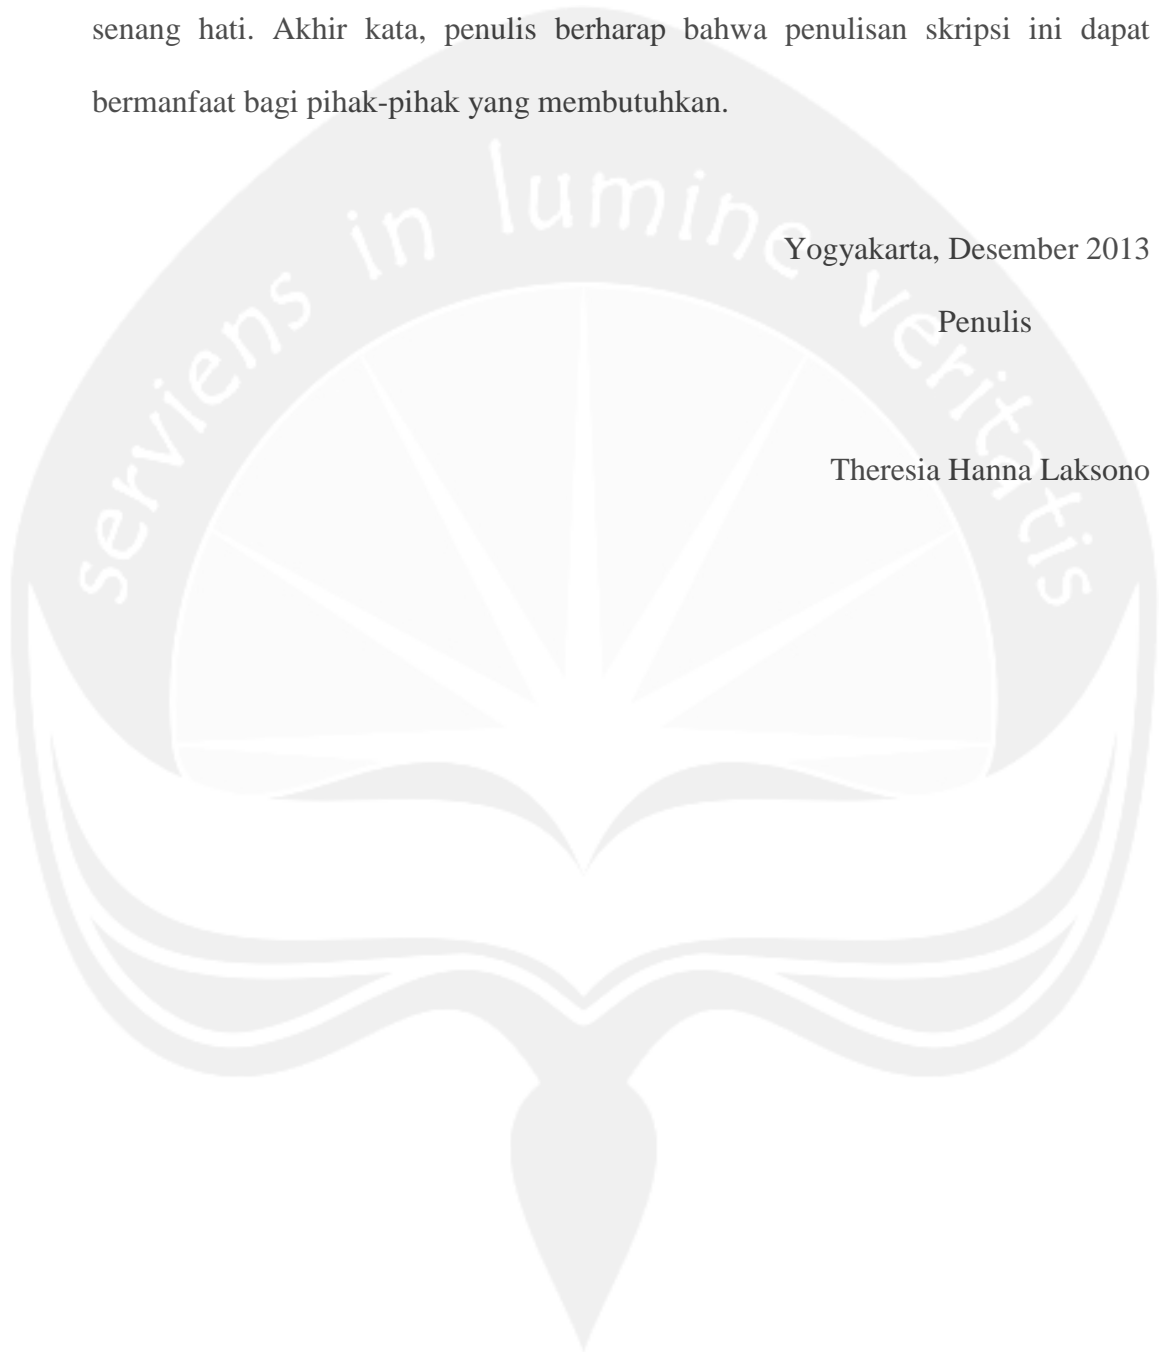 senang hati. Akhir kata, penulis berharap bahwa penulisan skripsi ini dapat
bermanfaat bagi pihak-pihak yang membutuhkan.
serviens in lumine veritatis
Yogyakarta, Desember 2013
Penulis
Theresia Hanna Laksono